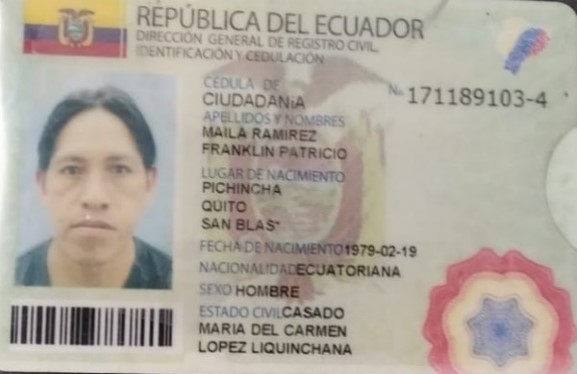 REPÚBLICA DEL ECUADOR
DIRECCIÓN GENERAL DE REGISTRO CIVIL,
IDENTIFICACIÓN Y CEDULACIÓN
CÉDULA DE
CIUDADANÍA
No. 171189103-4
APELLIDOS Y NOMBRES
MAILA RAMIREZ
FRANKLIN PATRICIO
LUGAR DE NACIMIENTO
PICHINCHA
QUITO
SAN BLAS*
FECHA DE NACIMIENTO 1979-02-19
NACIONALIDAD ECUATORIANA
SEXO HOMBRE
ESTADO CIVIL CASADO
MARIA DEL CARMEN
LOPEZ LIQUINCHANA